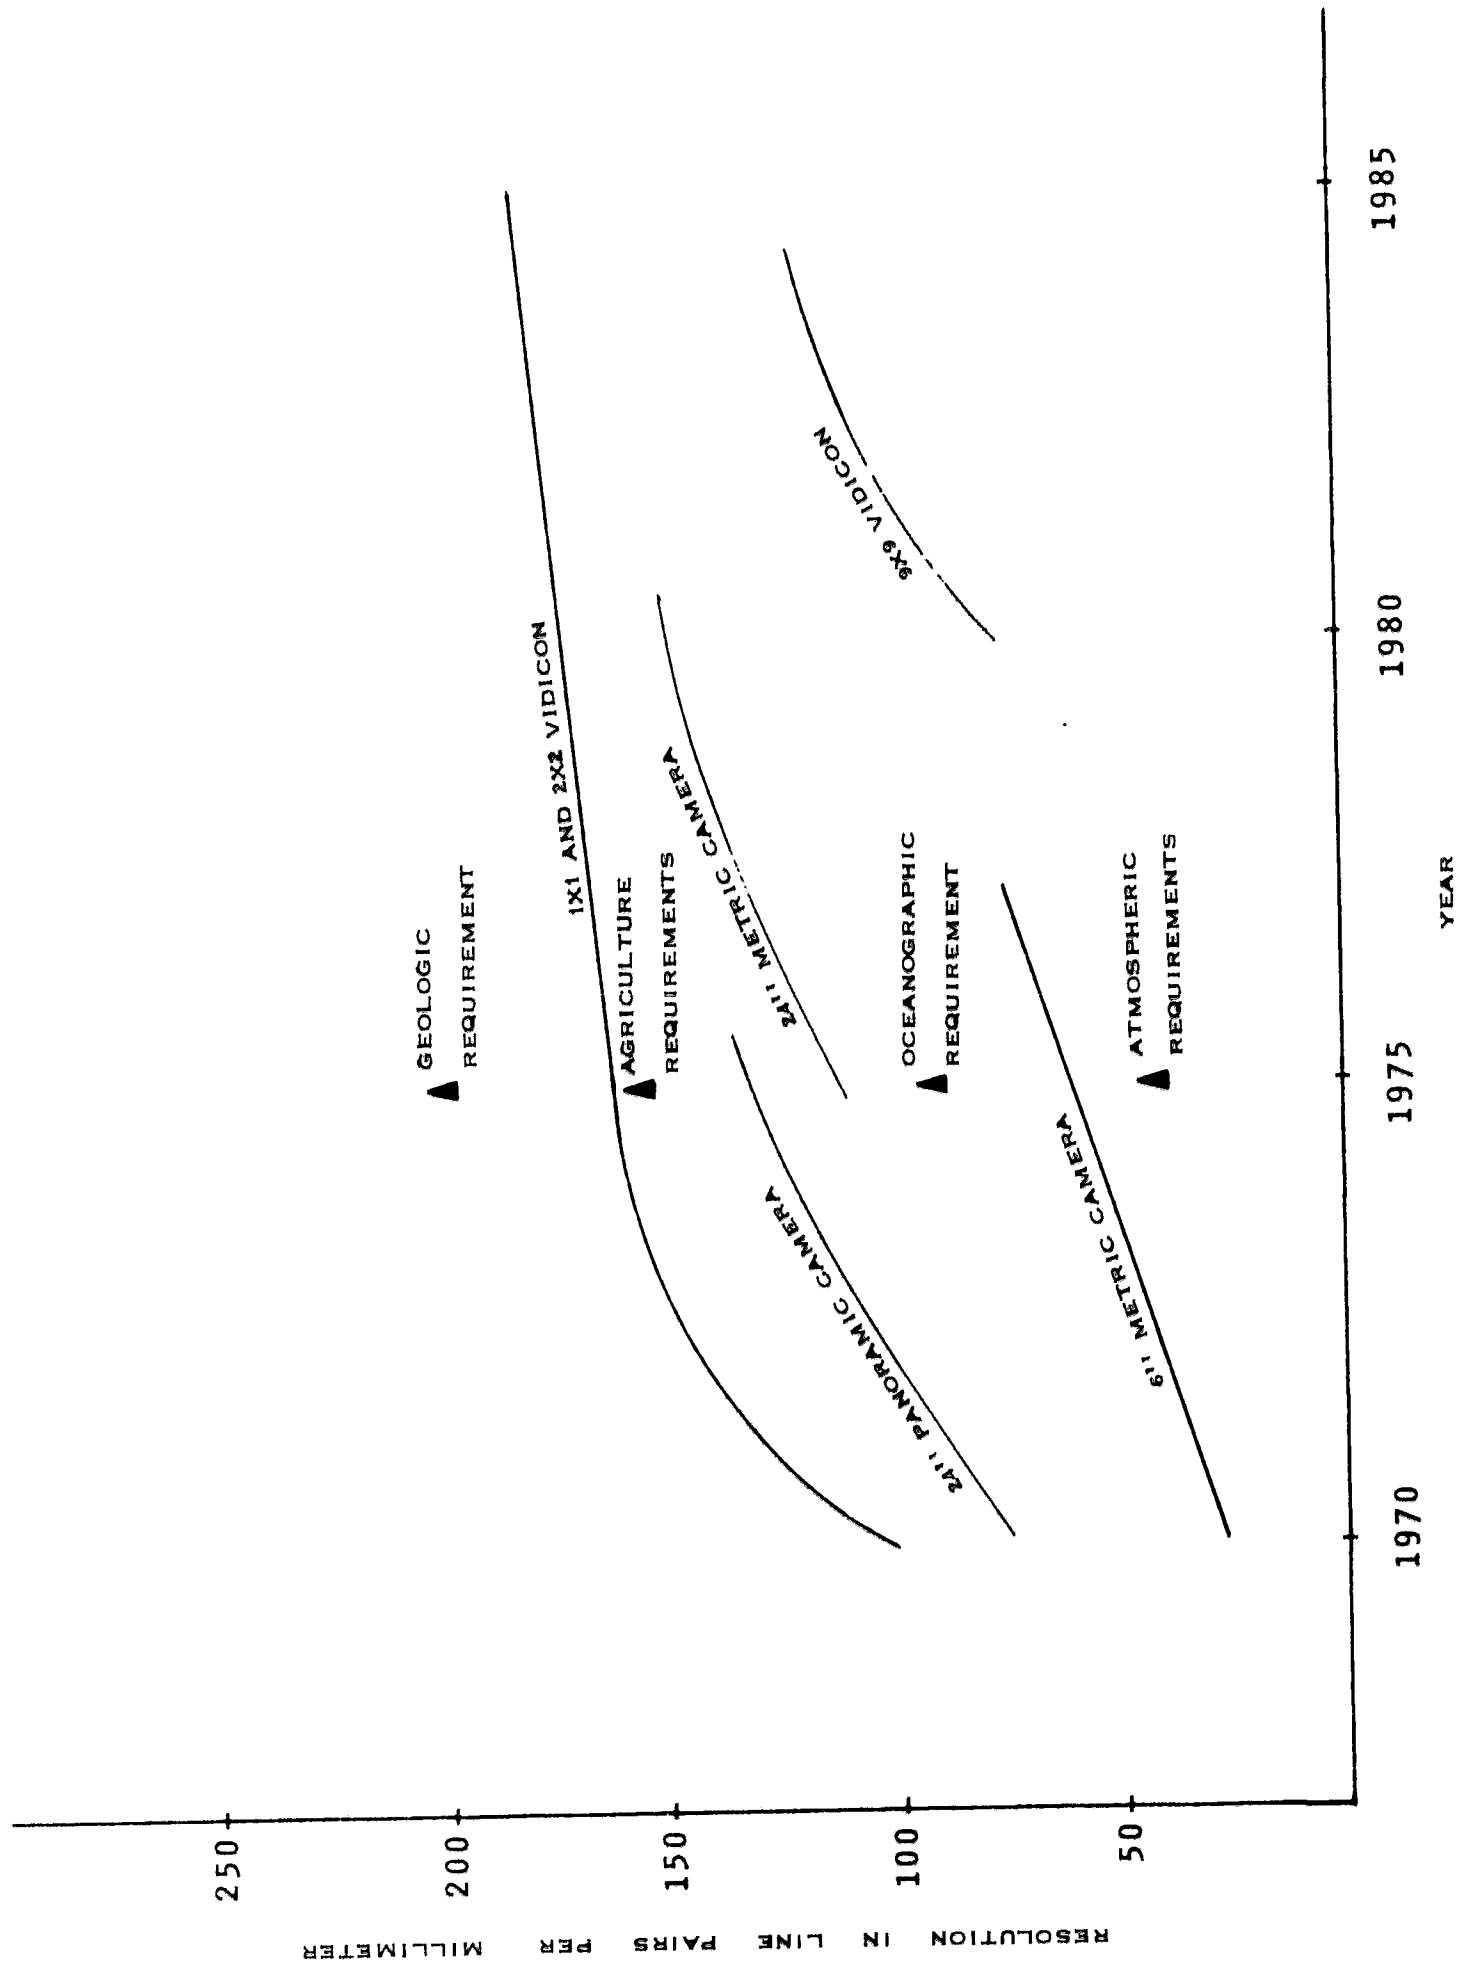 RESOLUTION IN LINE PAIRS PER MILLIMETER
250
200
150
100
50
GEOLOGIC
REQUIREMENT
1X1 AND 2X2 VIDICON
AGRICULTURE
REQUIREMENTS
24'' METRIC CAMERA
24'' PANORAMIC CAMERA
9X9 VIDICON
OCEANOGRAPHIC
REQUIREMENT
ATMOSPHERIC
REQUIREMENTS
6'' METRIC CAMERA
1970
1975
1980
1985
YEAR